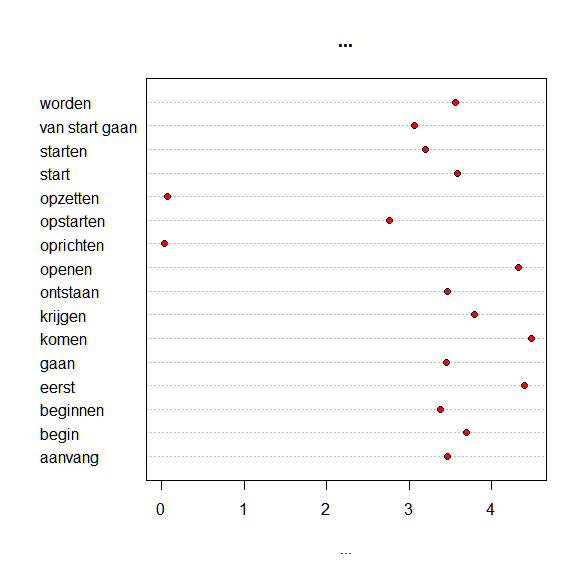 ...
worden
van start gaan
starten
start
opzetten
opstarten
oprichten
openen
ontstaan
krijgen
komen
gaan
eerst
beginnen
begin
aanvang
0 1 2 3 4
...